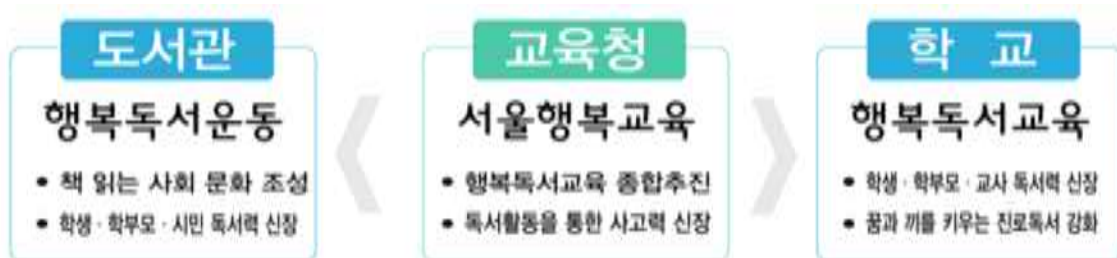 도서관
행복독서운동
• 책 읽는 사회 문화 조성
• 학생 · 학부모 · 시민 독서력 신장
교육청
서울행복교육
• 행복독서교육 종합추진
• 독서활동을 통한 사고력 신장
학 교
행복독서교육
• 학생 · 학부모 · 교사 독서력 신장
• 꿈과 끼를 키우는 진로독서 강화